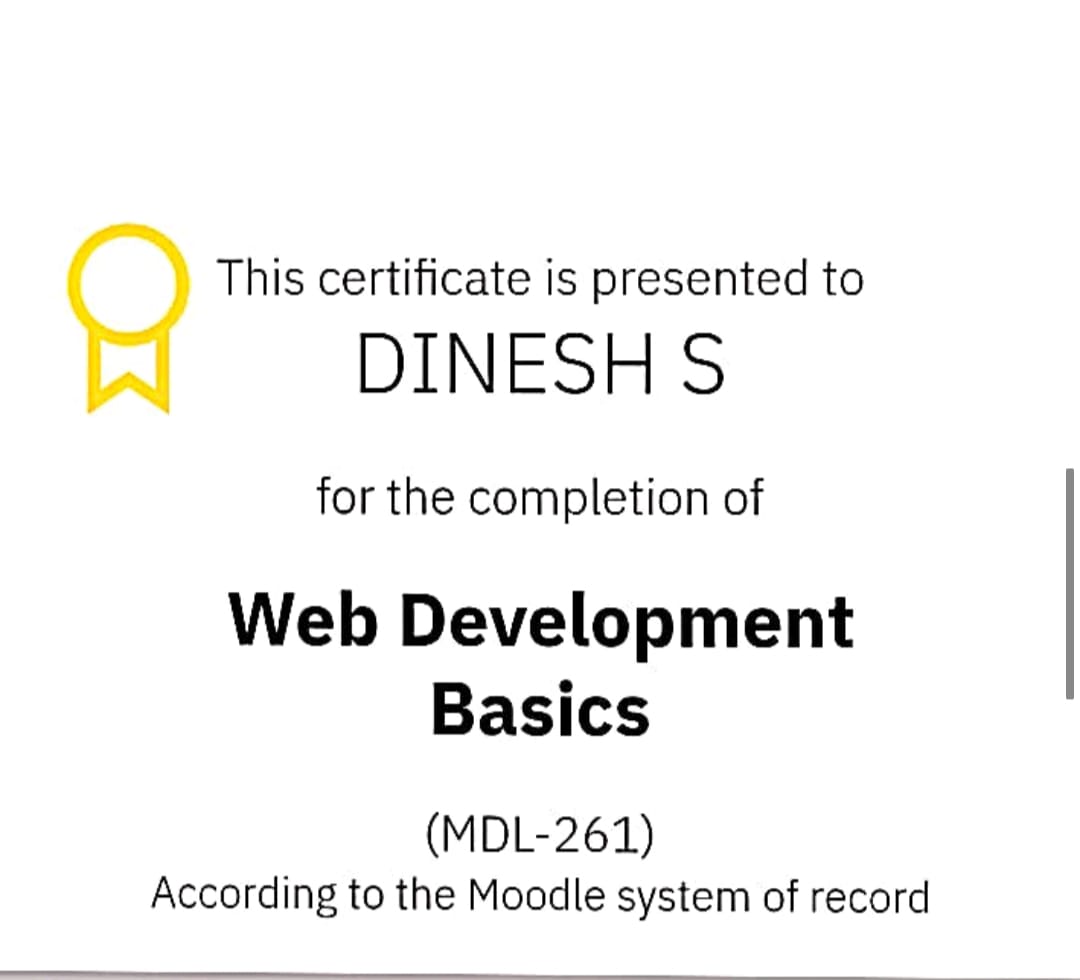 This certificate is presented to
DINESH S
for the completion of
Web Development
Basics
(MDL-261)
According to the Moodle system of record